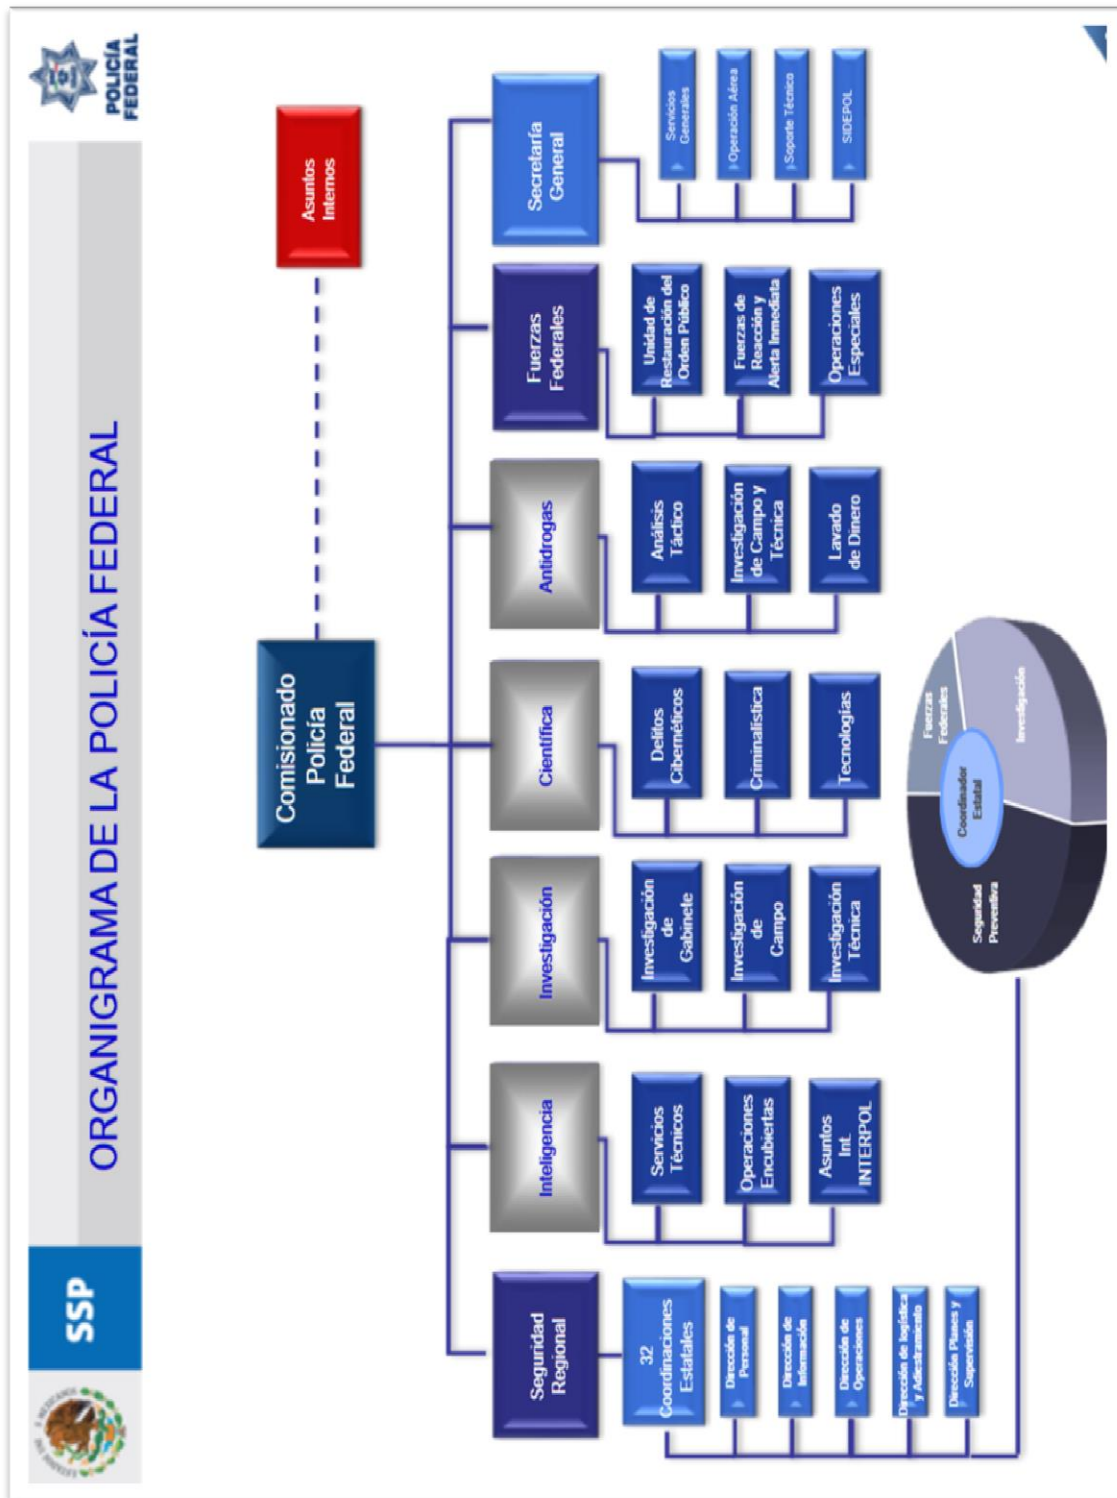 SSP
ORGANIGRAMA DE LA POLICÍA FEDERAL
POLICÍA
FEDERAL
Comisionado
Policía
Federal
Asuntos
Internos
Seguridad
Regional
32
Coordinaciones
Estatales
Dirección de
Personal
Dirección de
Información
Dirección de
Operaciones
Dirección de logística
y Adiestramiento
Dirección Planes y
Supervisión
Inteligencia
Servicios
Técnicos
Operaciones
Encubiertas
Asuntos
Int.
INTERPOL
Investigación
Investigación
de
Gabinete
Investigación
de
Campo
Investigación
Técnica
Científica
Delitos
Cibernéticos
Criminalística
Tecnologías
Antidrogas
Análisis
Táctico
Investigación
de Campo y
Técnica
Lavado
de Dinero
Fuerzas
Federales
Unidad de
Restauración del
Orden Público
Fuerzas de
Reacción y
Alerta Inmediata
Operaciones
Especiales
Secretaría
General
Servicios
Generales
Operación Aérea
Soporte Técnico
SIDEPOL
Seguridad
Preventiva
Coordinador
Estatal
Fuerzas
Federales
Investigación